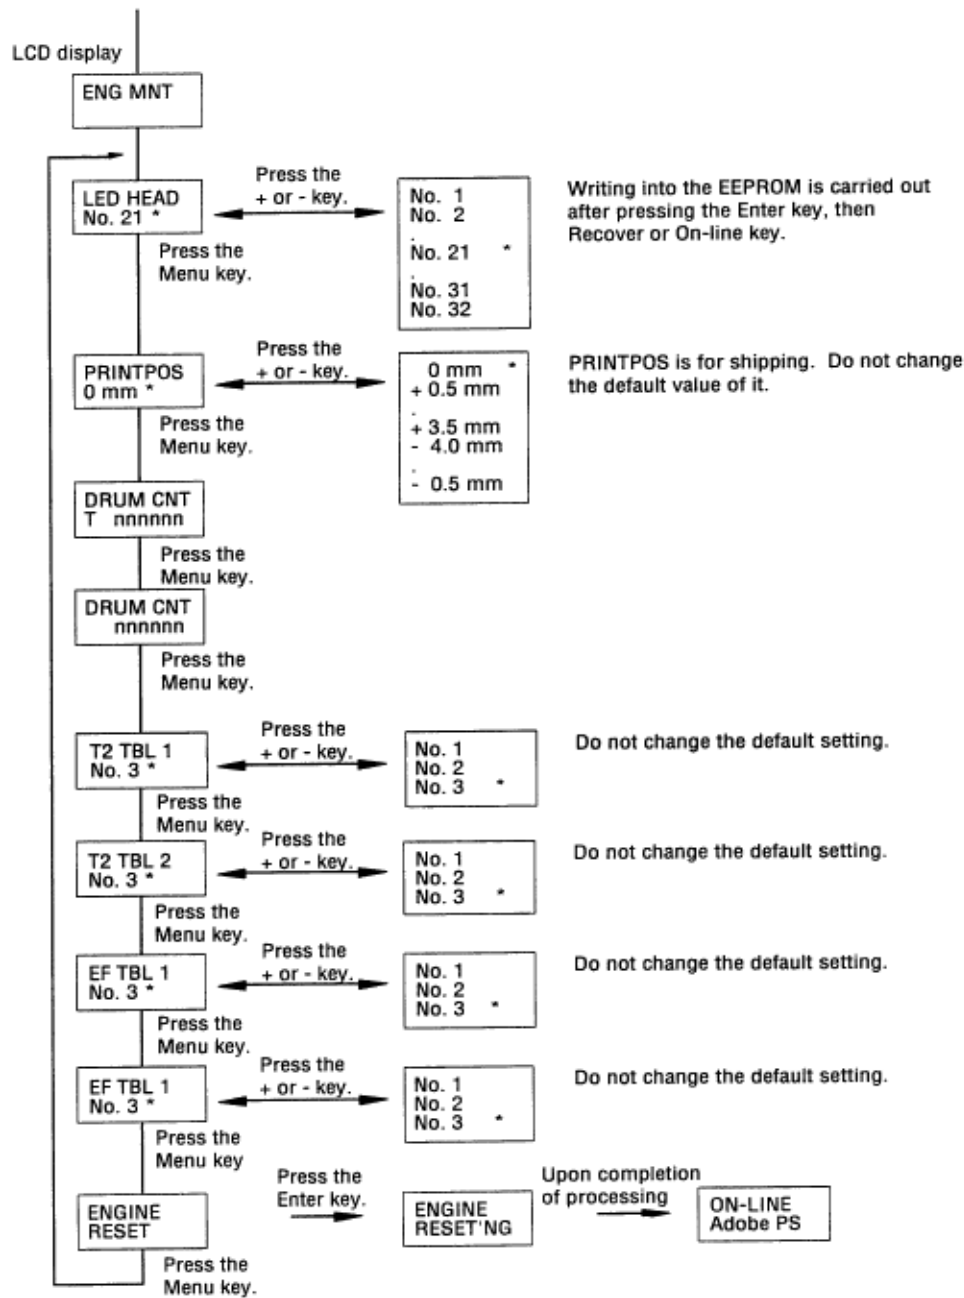 LCD display
ENG MNT
LED HEAD
No. 21 *
Press the
+ or - key.
No. 1
No. 2
.
No. 21 *
.
No. 31
No. 32
Writing into the EEPROM is carried out
after pressing the Enter key, then
Recover or On-line key.
Press the
Menu key.
PRINTPOS
0 mm *
Press the
+ or - key.
0 mm *
+ 0.5 mm
.
+ 3.5 mm
- 4.0 mm
.
- 0.5 mm
PRINTPOS is for shipping. Do not change
the default value of it.
Press the
Menu key.
DRUM CNT
T nnnnnn
Press the
Menu key.
DRUM CNT
nnnnnn
Press the
Menu key.
T2 TBL 1
No. 3 *
Press the
+ or - key.
No. 1
No. 2
No. 3 *
Do not change the default setting.
Press the
Menu key.
T2 TBL 2
No. 3 *
Press the
+ or - key.
No. 1
No. 2
No. 3 *
Do not change the default setting.
Press the
Menu key.
EF TBL 1
No. 3 *
Press the
+ or - key.
No. 1
No. 2
No. 3 *
Do not change the default setting.
Press the
Menu key.
EF TBL 1
No. 3 *
Press the
+ or - key.
No. 1
No. 2
No. 3 *
Do not change the default setting.
Press the
Menu key
ENGINE
RESET
Press the
Enter key.
ENGINE
RESET'NG
Upon completion
of processing
ON-LINE
Adobe PS
Press the
Menu key.